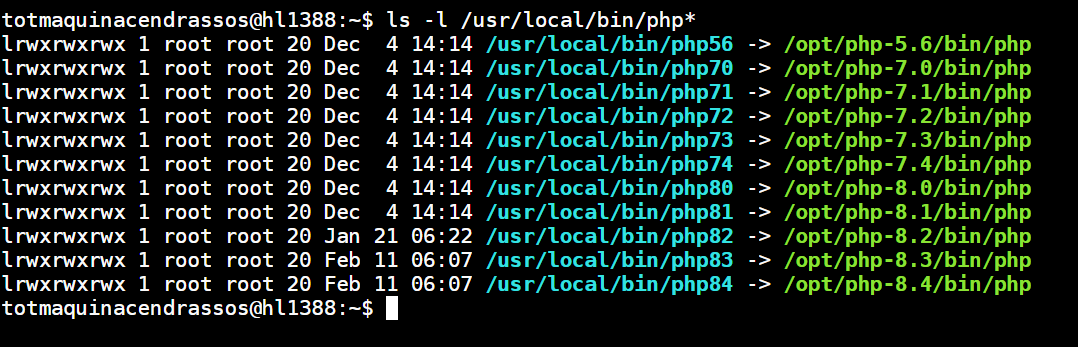 totmaquinacendrassos@hl1388:~$ ls -l /usr/local/bin/php*
lrwxrwxrwx 1 root root 20 Dec  4 14:14 /usr/local/bin/php56 -> /opt/php-5.6/bin/php
lrwxrwxrwx 1 root root 20 Dec  4 14:14 /usr/local/bin/php70 -> /opt/php-7.0/bin/php
lrwxrwxrwx 1 root root 20 Dec  4 14:14 /usr/local/bin/php71 -> /opt/php-7.1/bin/php
lrwxrwxrwx 1 root root 20 Dec  4 14:14 /usr/local/bin/php72 -> /opt/php-7.2/bin/php
lrwxrwxrwx 1 root root 20 Dec  4 14:14 /usr/local/bin/php73 -> /opt/php-7.3/bin/php
lrwxrwxrwx 1 root root 20 Dec  4 14:14 /usr/local/bin/php74 -> /opt/php-7.4/bin/php
lrwxrwxrwx 1 root root 20 Dec  4 14:14 /usr/local/bin/php80 -> /opt/php-8.0/bin/php
lrwxrwxrwx 1 root root 20 Dec  4 14:14 /usr/local/bin/php81 -> /opt/php-8.1/bin/php
lrwxrwxrwx 1 root root 20 Jan 21 06:22 /usr/local/bin/php82 -> /opt/php-8.2/bin/php
lrwxrwxrwx 1 root root 20 Feb 11 06:07 /usr/local/bin/php83 -> /opt/php-8.3/bin/php
lrwxrwxrwx 1 root root 20 Feb 11 06:07 /usr/local/bin/php84 -> /opt/php-8.4/bin/php
totmaquinacendrassos@hl1388:~$